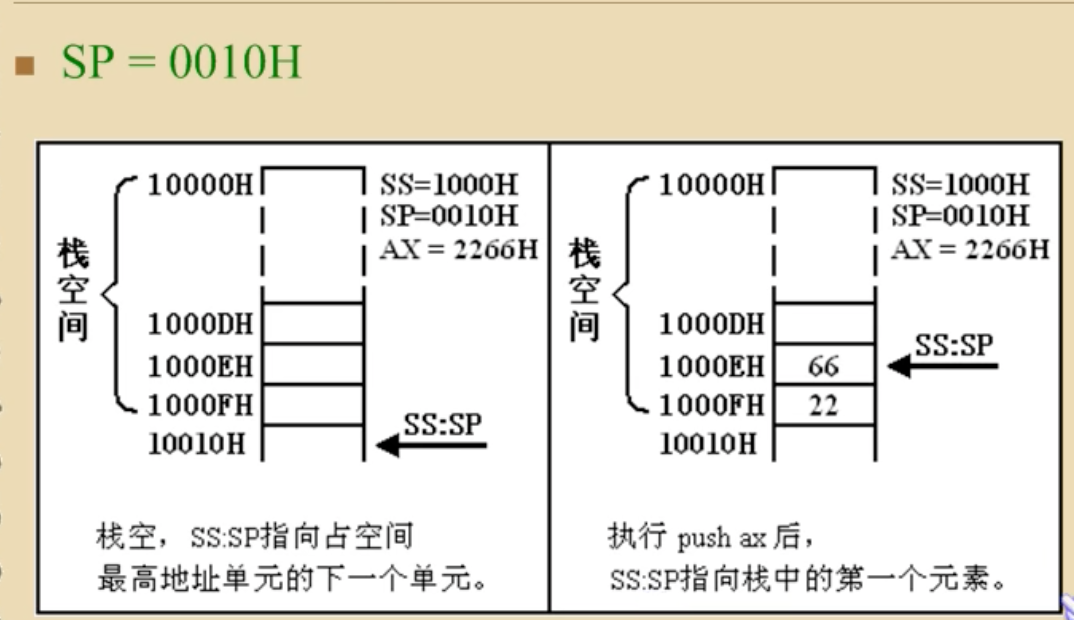 SP = 0010H
10000H
SS=1000H
SP=0010H
AX = 2266H
栈空间
1000DH
1000EH
1000FH
10010H
SS:SP
栈空，SS:SP指向占空间
最高地址单元的下一个单元。
10000H
SS=1000H
SP=0010H
AX = 2266H
栈空间
1000DH
1000EH 66
SS:SP
1000FH 22
10010H
执行 push ax 后，
SS:SP指向栈中的第一个元素。